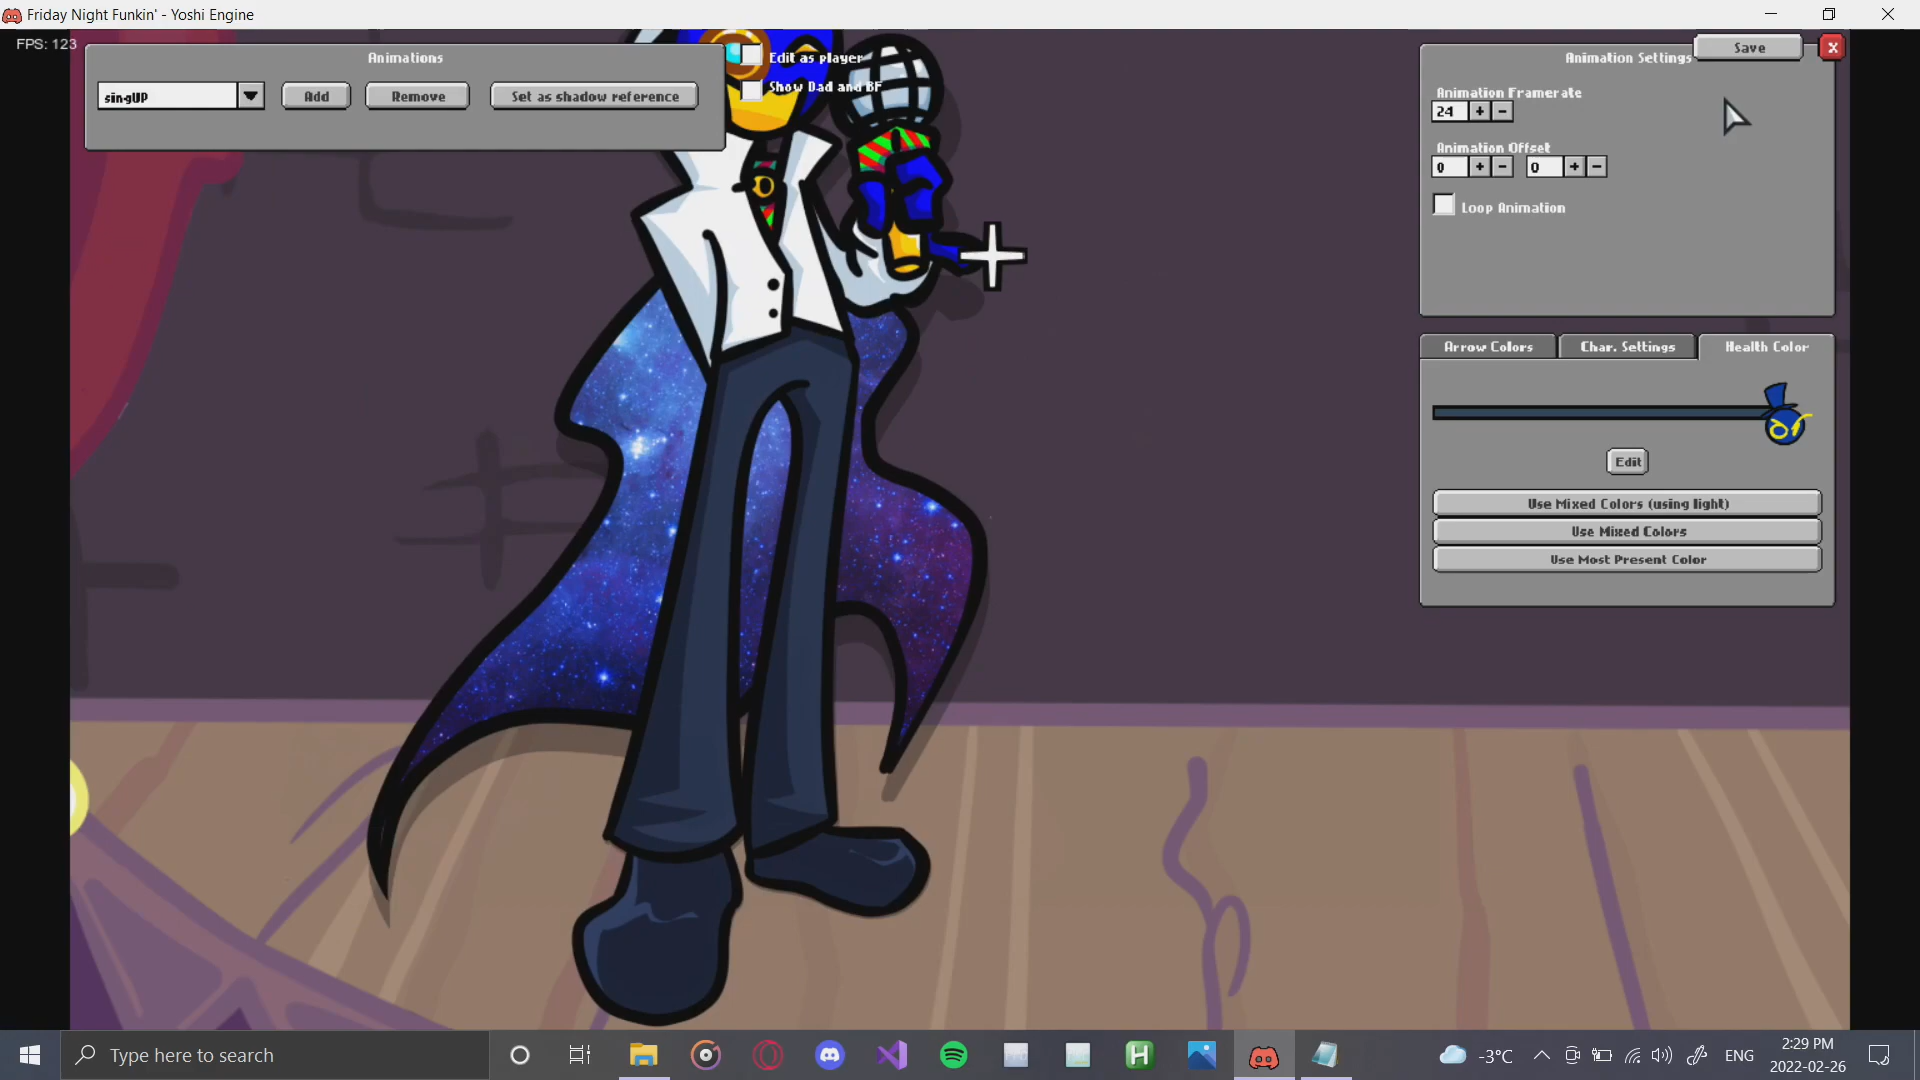 Friday Night Funkin' - Yoshi Engine
FPS: 123
Animations
singUP
Add
Remove
Set as shadow reference
Edit as player
Show Dad and BF
Save
X
Animation Settings
Animation Framerate
24 + -
Animation Offset
0 + - 0 + -
Loop Animation
Arrow Colors
Char. Settings
Health Color
Edit
Use Mixed Colors (using light)
Use Mixed Colors
Use Most Present Color
Type here to search
-3°C
ENG
2:29 PM
2022-02-26